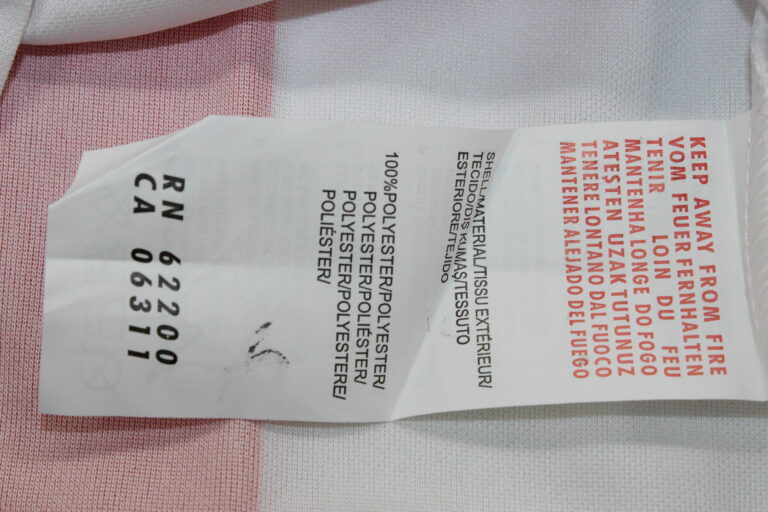 KEEP AWAY FROM FIRE
VOM FEUER FERNHALTEN
TENIR LOIN DU FEU
MANTENHA LONGE DO FOGO
ATEŞTEN UZAK TUTUNUZ
TENERE LONTANO DAL FUOCO
MANTENER ALEJADO DEL FUEGO
SHELL/MATERIAL/TISSU EXTÉRIEUR/
TECIDO/DIŞ KUMAŞ/TESSUTO
ESTERIORE/TEJIDO
100%POLYESTER/POLYESTER/
POLYESTER/POLIÉSTER/
POLYESTER/POLYESTERE/
POLIÉSTER/
RN 62200
CA 06311